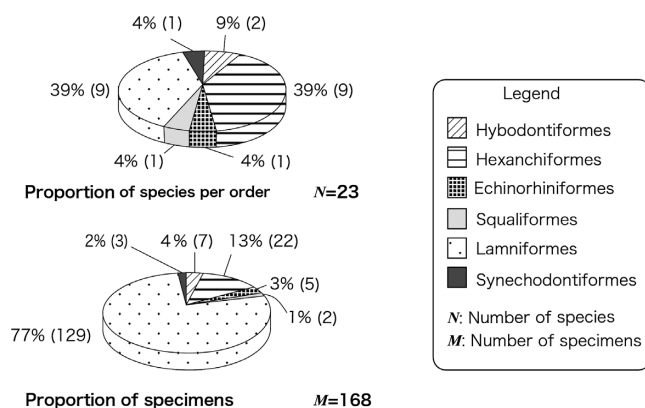 4% (1)
9% (2)
39% (9)
39% (9)
4% (1)
4% (1)
Proportion of species per order N=23
2% (3)
4% (7)
13% (22)
3% (5)
1% (2)
77% (129)
Proportion of specimens M=168
Legend
Hybodontiformes
Hexanchiformes
Echinorhiniformes
Squaliformes
Lamniformes
Synechodontiformes
N: Number of species
M: Number of specimens